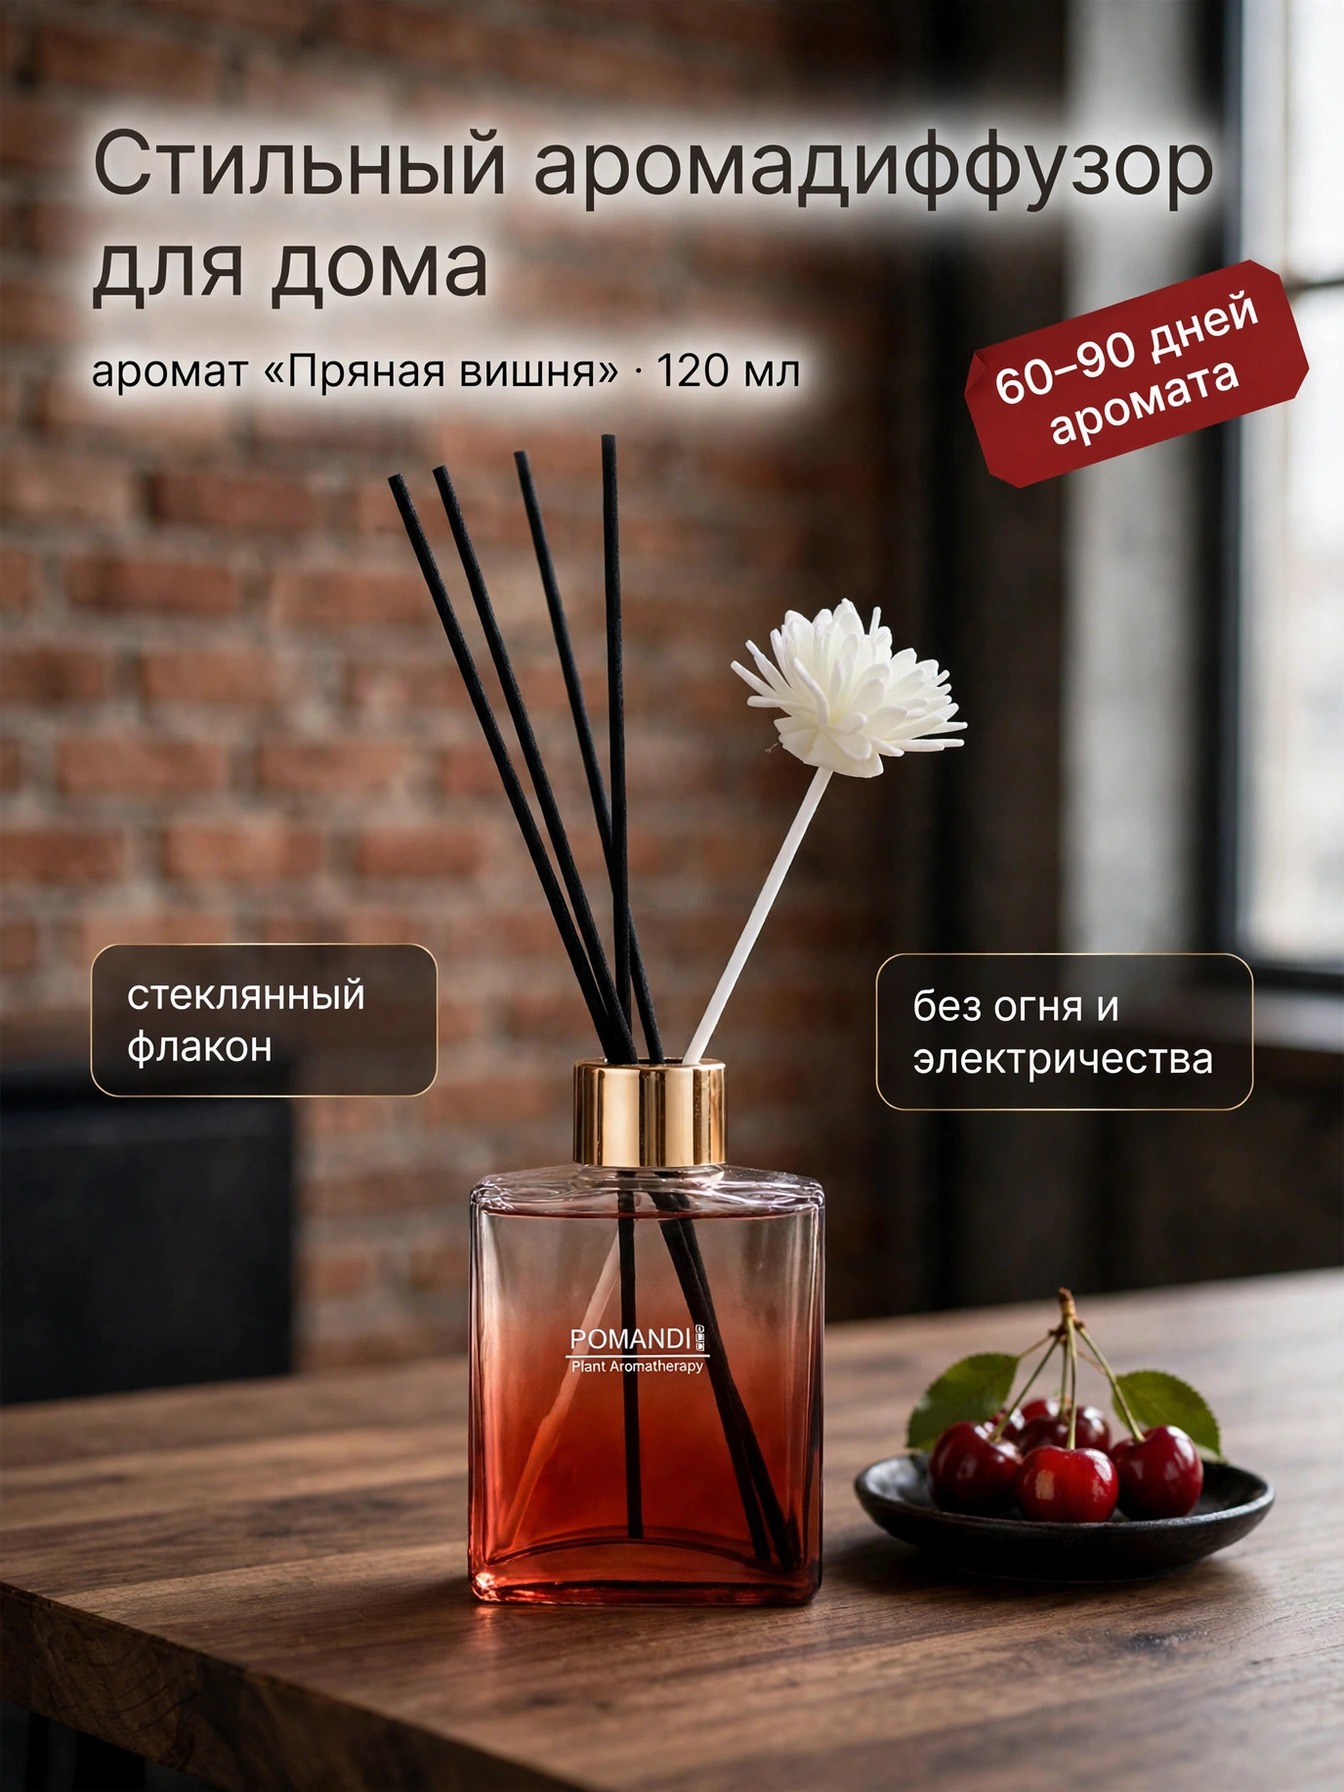 Стильный аромадиффузор
для дома
аромат «Пряная вишня» · 120 мл
60–90 дней
аромата
стеклянный
флакон
без огня и
электричества
POMANDI
Plant Aromatherapy